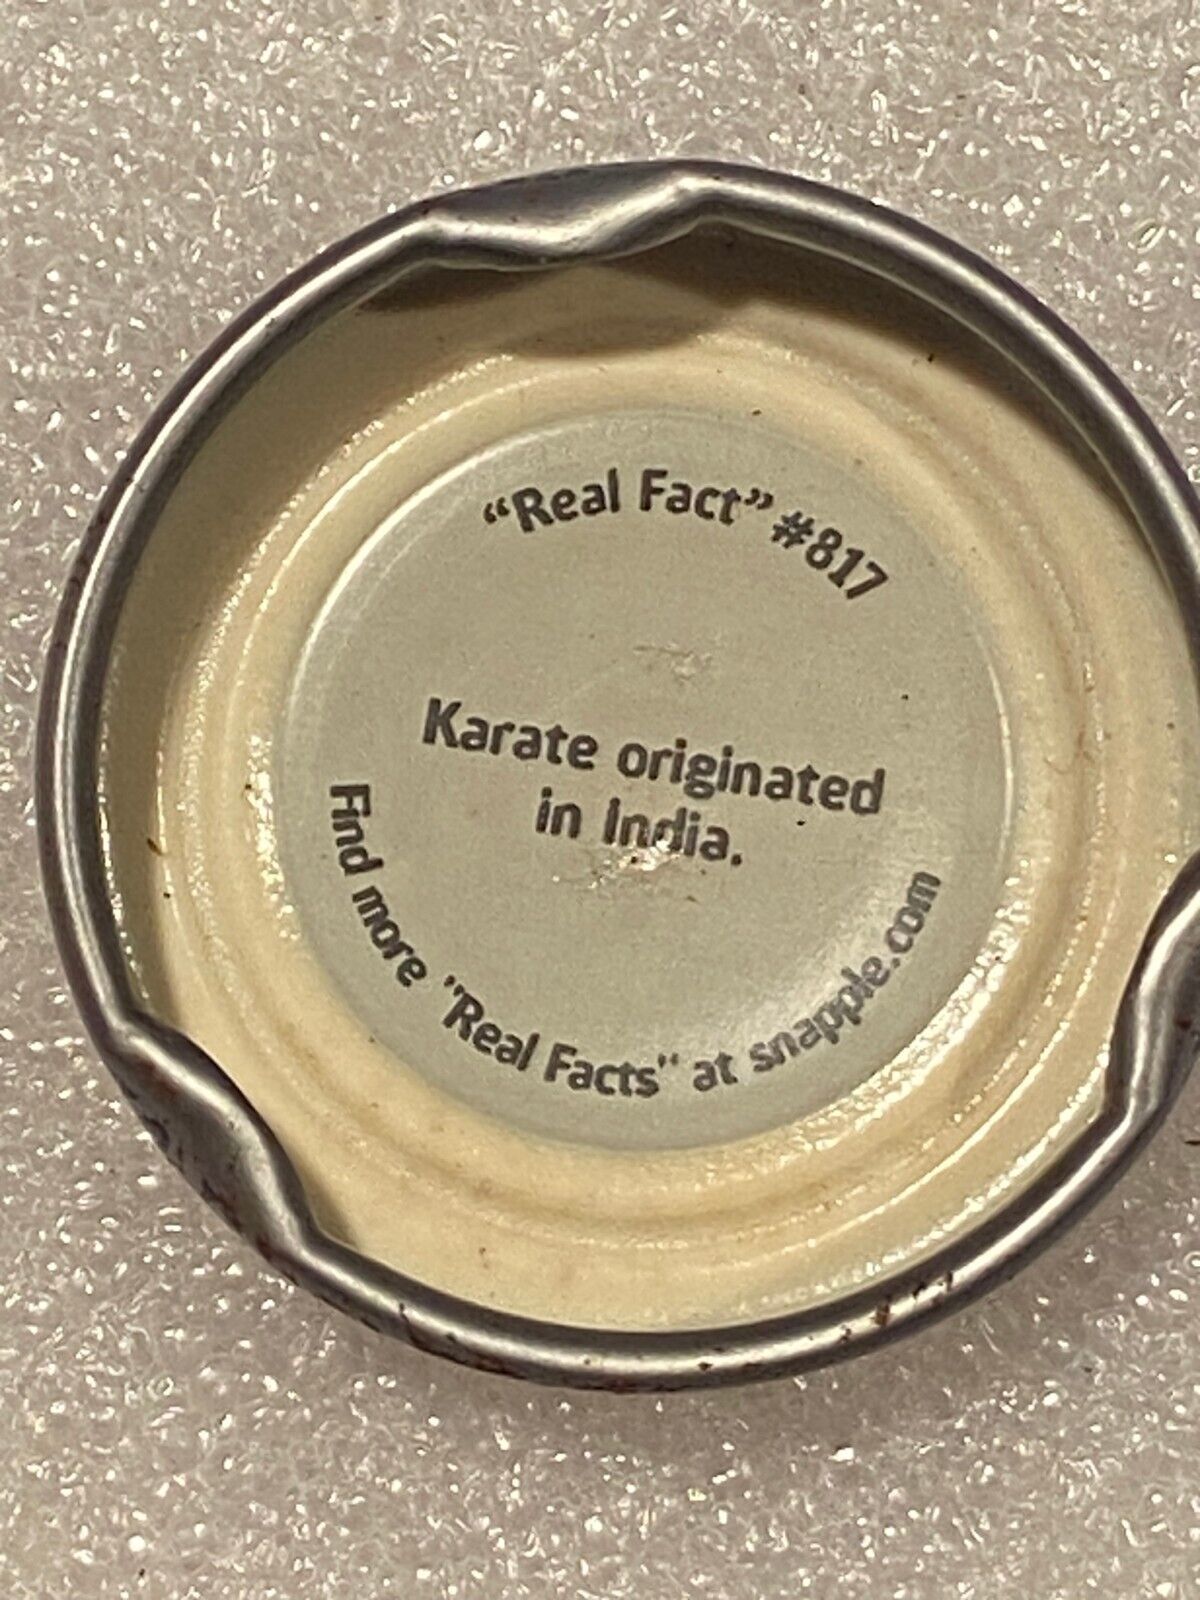 “Real Fact” #817
Karate originated
in India.
Find more "Real Facts" at snapple.com